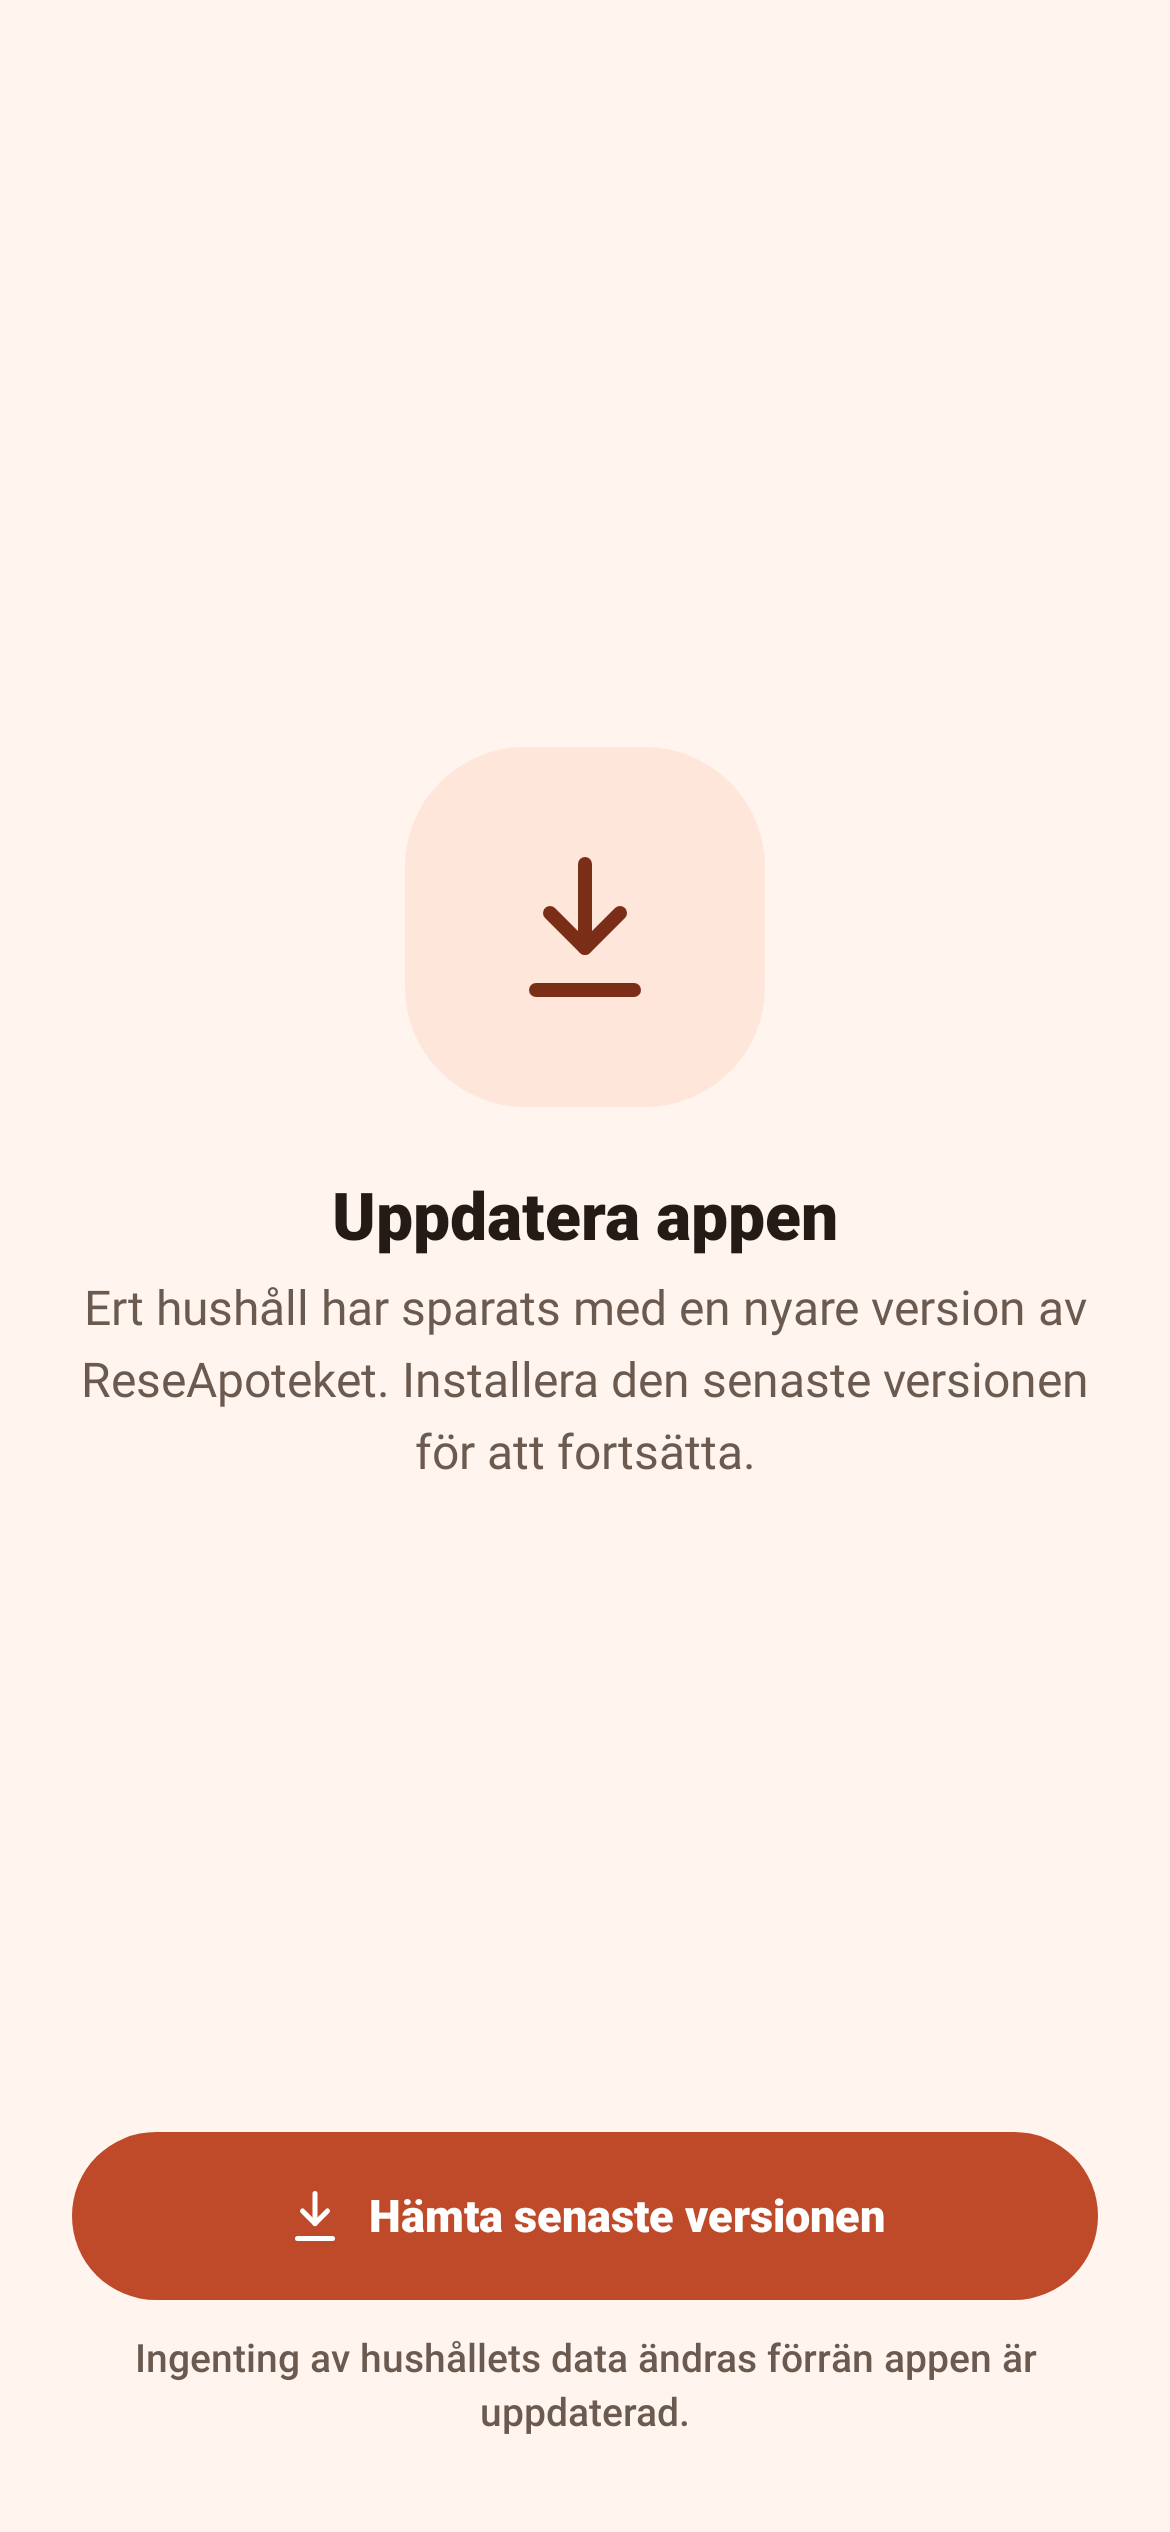 Uppdatera appen
Ert hushåll har sparats med en nyare version av
ReseApoteket. Installera den senaste versionen
för att fortsätta.
Hämta senaste versionen
Ingenting av hushållets data ändras förrän appen är
uppdaterad.